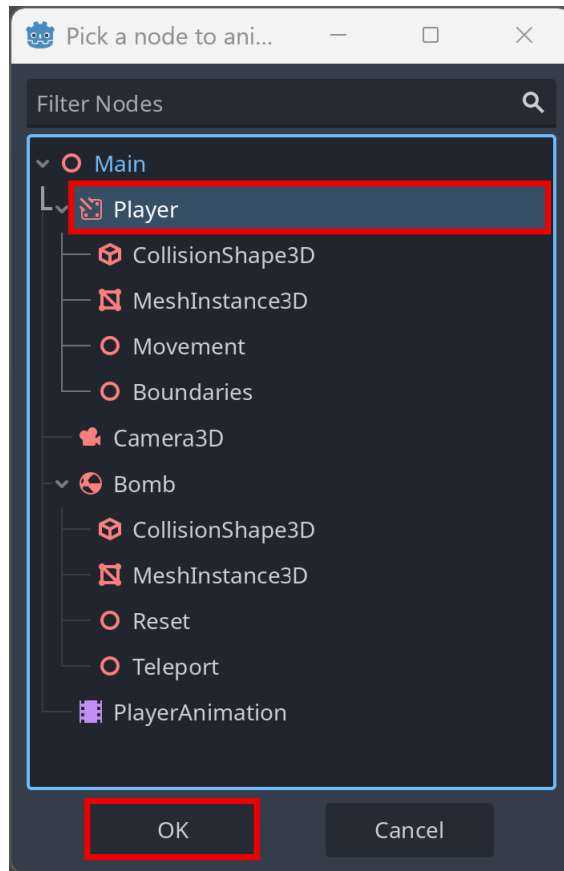 Pick a node to ani...
Filter Nodes
Main
Player
CollisionShape3D
MeshInstance3D
Movement
Boundaries
Camera3D
Bomb
CollisionShape3D
MeshInstance3D
Reset
Teleport
PlayerAnimation
OK Cancel